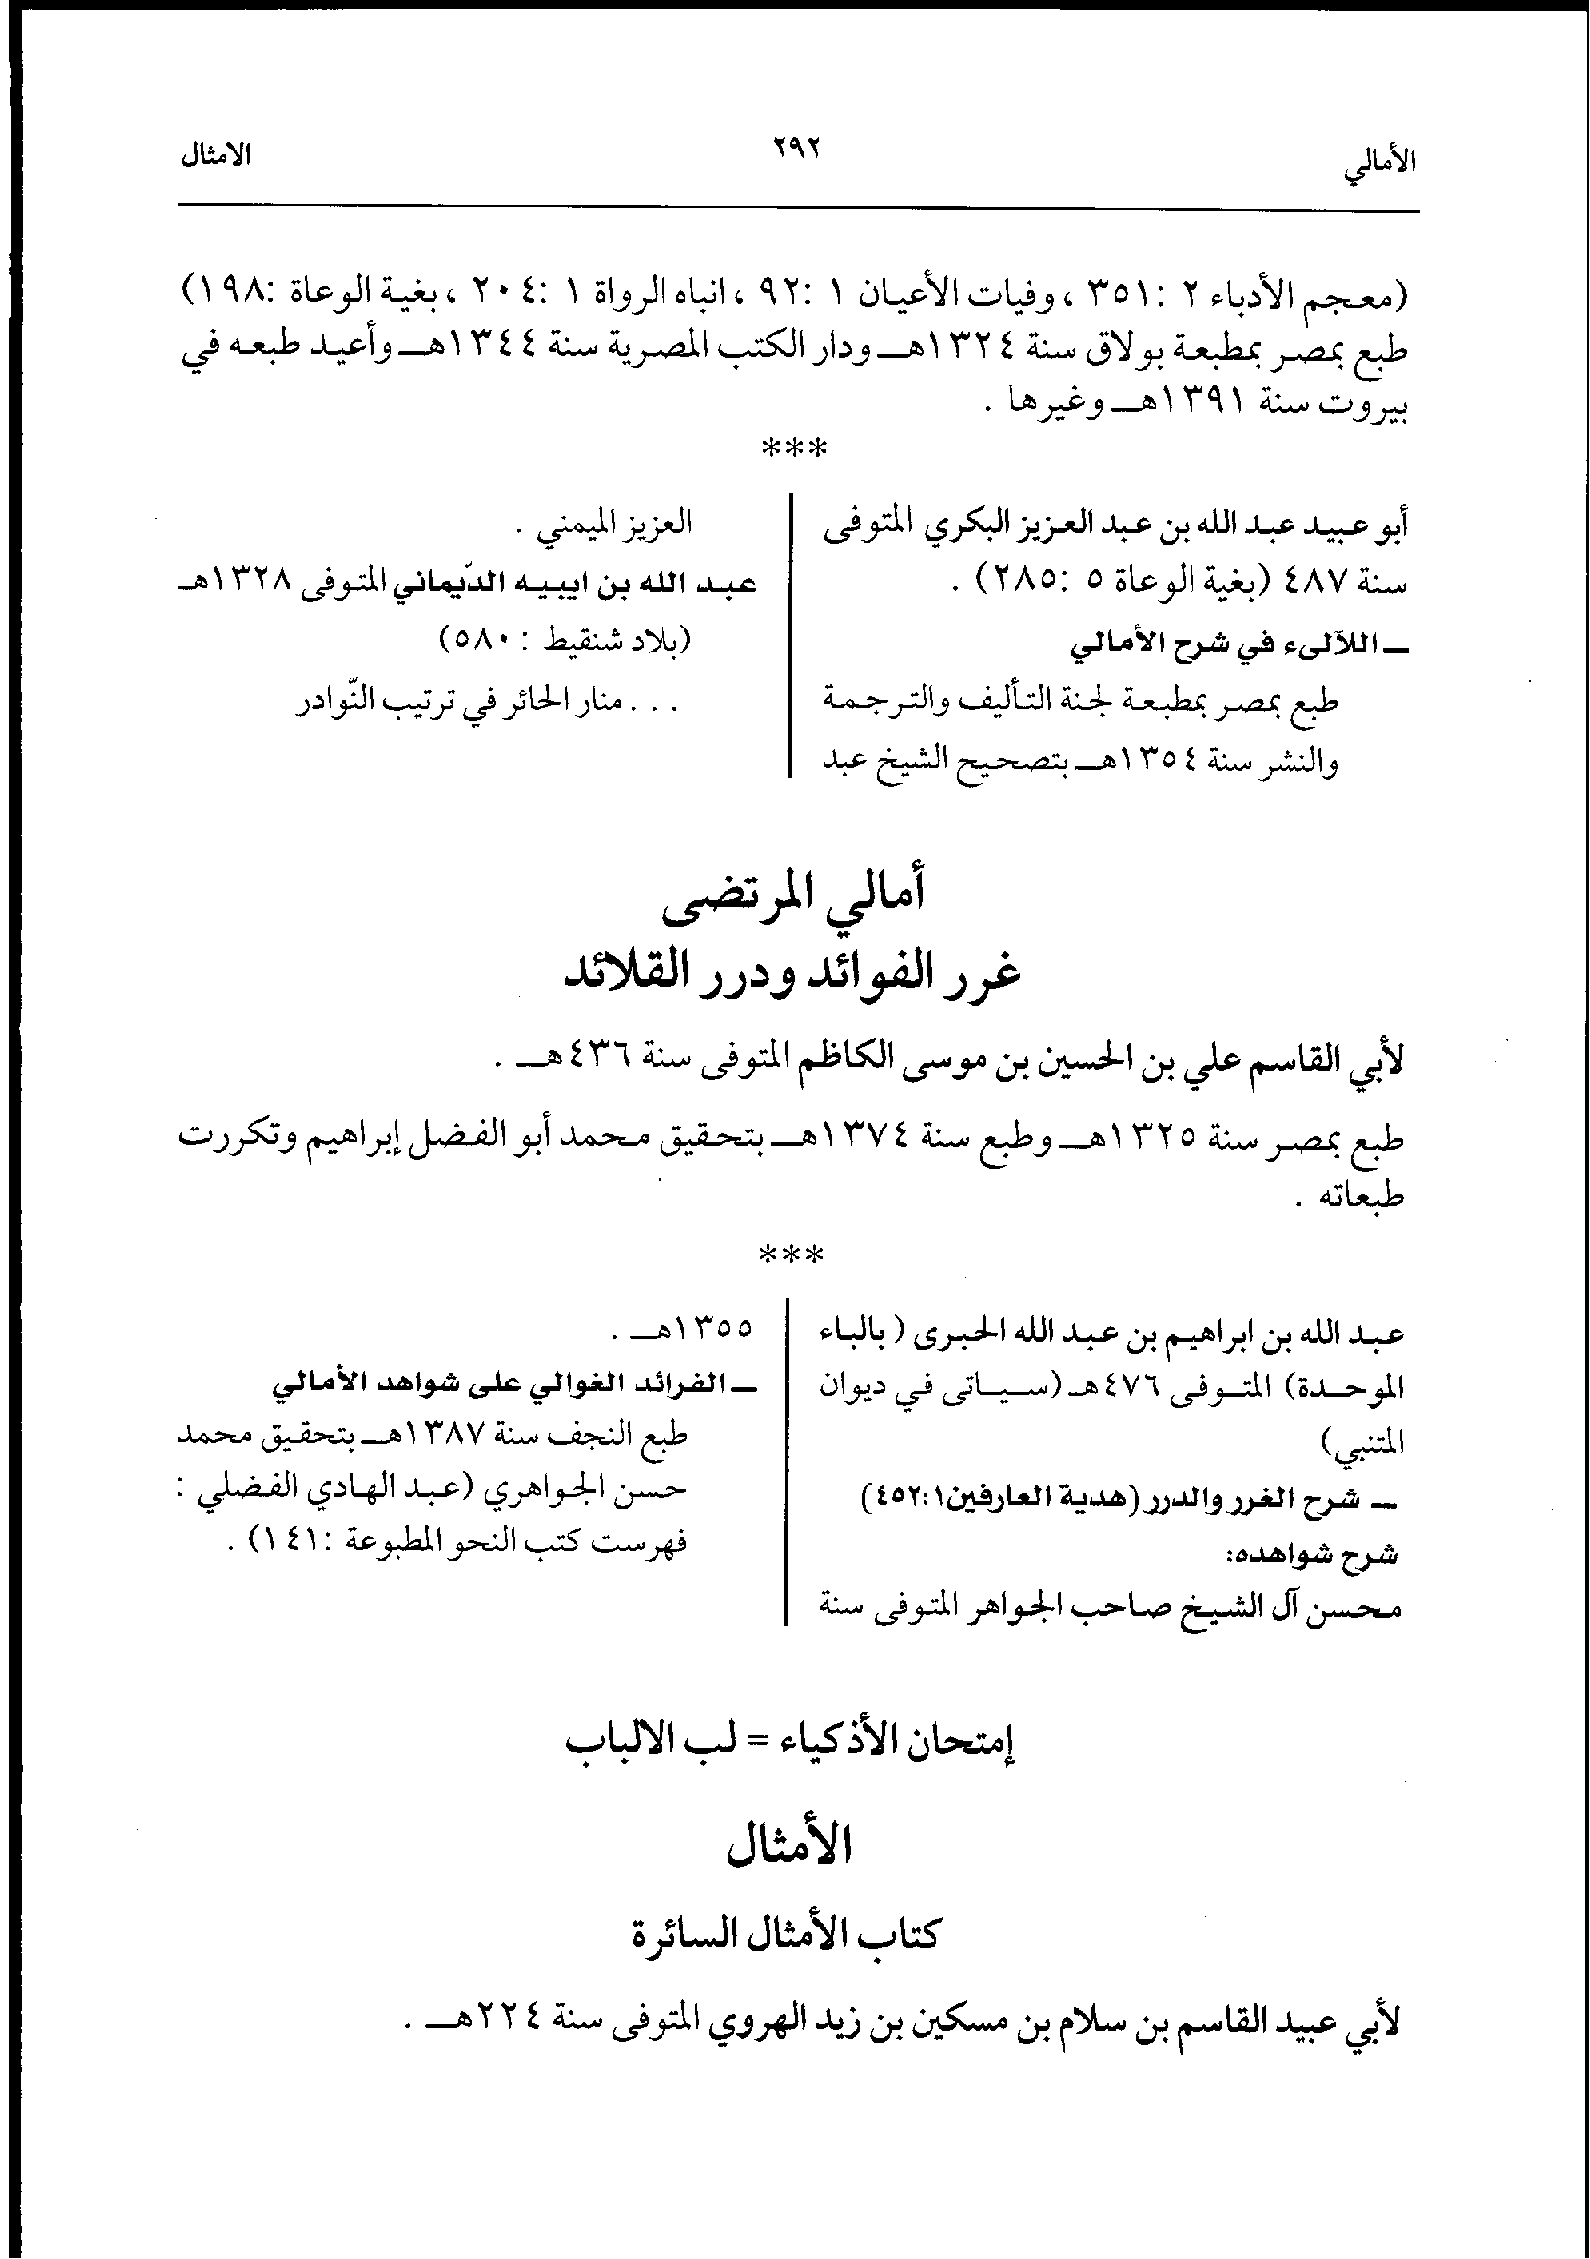 الأمالي
٢٩٢
الامثال
(معجم الأدباء ٢ :٣٥١ ، وفيات الأعيان ١ :٩٢ ، انباه الرواة ١ :٢٠٤ ، بغية الوعاة :١٩٨)
طبع بمصر بمطبعة بولاق سنة ١٣٢٤هـ ودار الكتب المصرية سنة ١٣٤٤هـ وأعيد طبعه في
بيروت سنة ١٣٩١هـ وغيرها .
***
أبو عبيد عبد الله بن عبد العزيز البكري المتوفى
سنة ٤٨٧ (بغية الوعاة ٥ :٢٨٥) .
ـ اللآلىء في شرح الأمالي
طبع بمصر بمطبعة لجنة التأليف والترجمة
والنشر سنة ١٣٥٤هـ بتصحيح الشيخ عبد
العزيز الميمني .
عبد الله بن ابيبيه الدّيماني المتوفى ١٣٢٨هـ
(بلاد شنقيط : ٥٨٠)
. . . منار الحائر في ترتيب النّوادر
أمالي المرتضى
غرر الفوائد ودرر القلائد
لأبي القاسم علي بن الحسين بن موسى الكاظم المتوفى سنة ٤٣٦هـ .
طبع بمصر سنة ١٣٢٥هـ وطبع سنة ١٣٧٤هـ بتحقيق محمد أبو الفضل إبراهيم وتكررت
طبعاته .
***
عبد الله بن ابراهيم بن عبد الله الحبرى ( بالباء
الموحدة) المتوفى ٤٧٦هـ (سياتى في ديوان
المتنبي)
ـ شرح الغرر والدرر (هدية العارفين١:٤٥٢)
شرح شواهده:
محسن آل الشيخ صاحب الجواهر المتوفى سنة
١٣٥٥هـ .
ـ الفرائد الغوالي على شواهد الأمالي
طبع النجف سنة ١٣٨٧هـ بتحقيق محمد
حسن الجواهري (عبد الهادي الفضلي :
فهرست كتب النحو المطبوعة :١٤١) .
إمتحان الأذكياء = لب الالباب
الأمثال
كتاب الأمثال السائرة
لأبي عبيد القاسم بن سلام بن مسكين بن زيد الهروي المتوفى سنة ٢٢٤هـ .